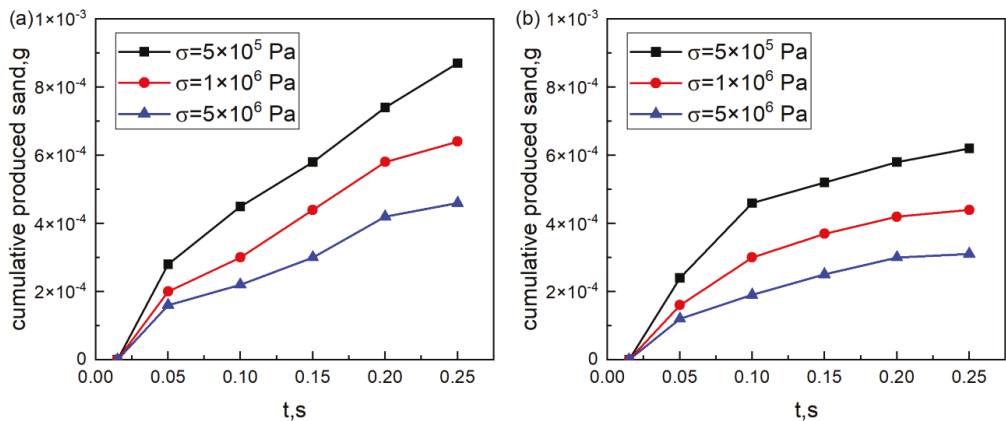 (a)
1×10⁻³
8×10⁻⁴
6×10⁻⁴
4×10⁻⁴
2×10⁻⁴
0
cumulative produced sand,g
σ=5×10⁵ Pa
σ=1×10⁶ Pa
σ=5×10⁶ Pa
0.00 0.05 0.10 0.15 0.20 0.25
t,s
(b)
1×10⁻³
8×10⁻⁴
6×10⁻⁴
4×10⁻⁴
2×10⁻⁴
0
cumulative produced sand,g
σ=5×10⁵ Pa
σ=1×10⁶ Pa
σ=5×10⁶ Pa
0.00 0.05 0.10 0.15 0.20 0.25
t,s